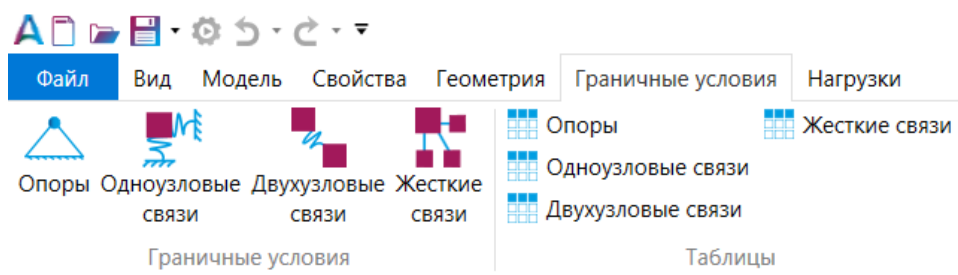 Файл Вид Модель Свойства Геометрия Граничные условия Нагрузки
Опоры Одноузловые связи Двухузловые связи Жесткие связи
Граничные условия
Опоры Жесткие связи
Одноузловые связи
Двухузловые связи
Таблицы